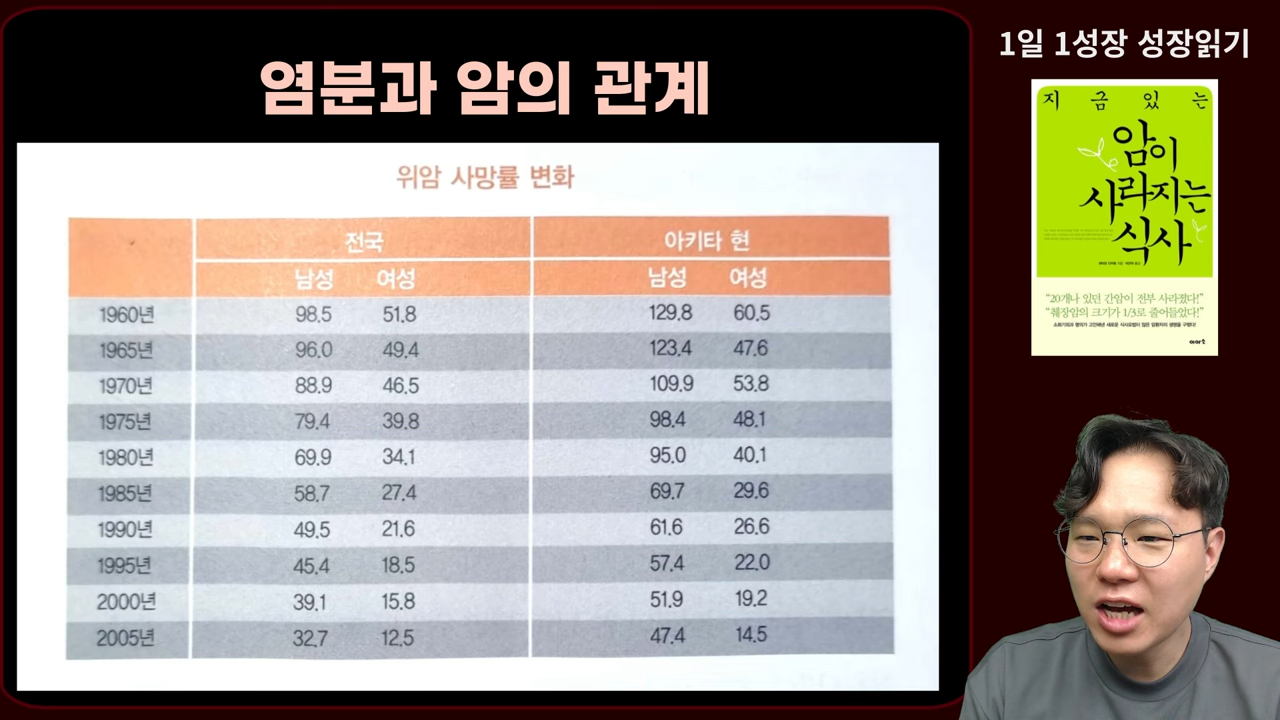 염분과 암의 관계
위암 사망률 변화
전국 아키타 현
남성 여성 남성 여성
1960년 98.5 51.8 129.8 60.5
1965년 96.0 49.4 123.4 47.6
1970년 88.9 46.5 109.9 53.8
1975년 79.4 39.8 98.4 48.1
1980년 69.9 34.1 95.0 40.1
1985년 58.7 27.4 69.7 29.6
1990년 49.5 21.6 61.6 26.6
1995년 45.4 18.5 57.4 22.0
2000년 39.1 15.8 51.9 19.2
2005년 32.7 12.5 47.4 14.5
1일 1성장 성장읽기
지금 있는
암이
사라지는
식사
“20개나 있던 간암이 전부 사라졌다!”
“췌장암의 크기가 1/3로 줄어들었다!”